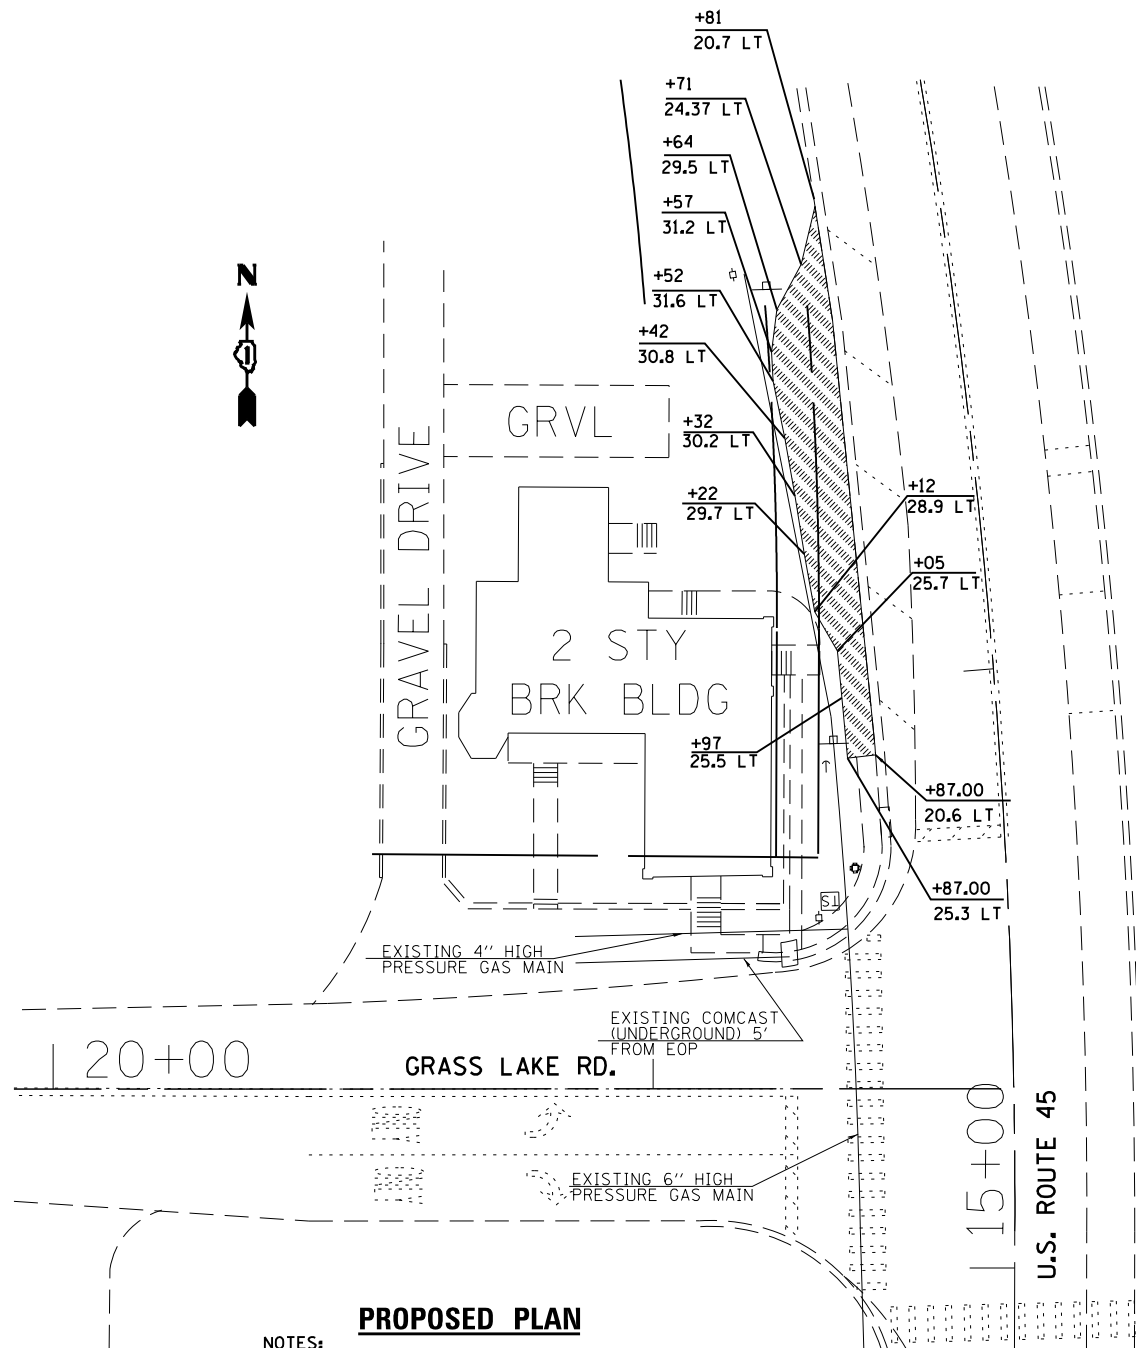 +81
20.7 LT
+71
24.37 LT
+64
29.5 LT
+57
31.2 LT
+52
31.6 LT
+42
30.8 LT
+32
30.2 LT
+22
29.7 LT
+12
28.9 LT
+05
25.7 LT
+97
25.5 LT
+87.00
20.6 LT
+87.00
25.3 LT
N
GRVL
GRAVEL DRIVE
2 STY
BRK BLDG
TS
EXISTING 4'' HIGH
PRESSURE GAS MAIN
EXISTING COMCAST
(UNDERGROUND) 5'
FROM EOP
20+00
GRASS LAKE RD.
EXISTING 6'' HIGH
PRESSURE GAS MAIN
15+00
U.S. ROUTE 45
PROPOSED PLAN
NOTES: